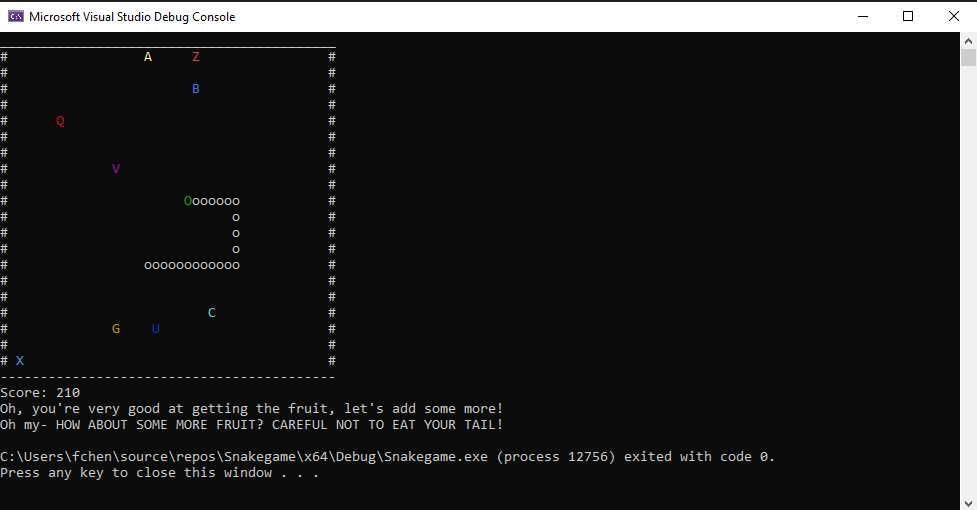 Microsoft Visual Studio Debug Console
__________________________________________
#                 A     Z                #
#                                        #
#                       B                #
#                                        #
#      Q                                 #
#                                        #
#                                        #
#             V                          #
#                                        #
#                      Ooooooo           #
#                            o           #
#                            o           #
#                            o           #
#                 oooooooooooo           #
#                                        #
#                                        #
#                         C              #
#             G    U                     #
#                                        #
# X                                      #
------------------------------------------
Score: 210
Oh, you're very good at getting the fruit, let's add some more!
Oh my- HOW ABOUT SOME MORE FRUIT? CAREFUL NOT TO EAT YOUR TAIL!
C:\Users\fchen\source\repos\Snakegame\x64\Debug\Snakegame.exe (process 12756) exited with code 0.
Press any key to close this window . . .